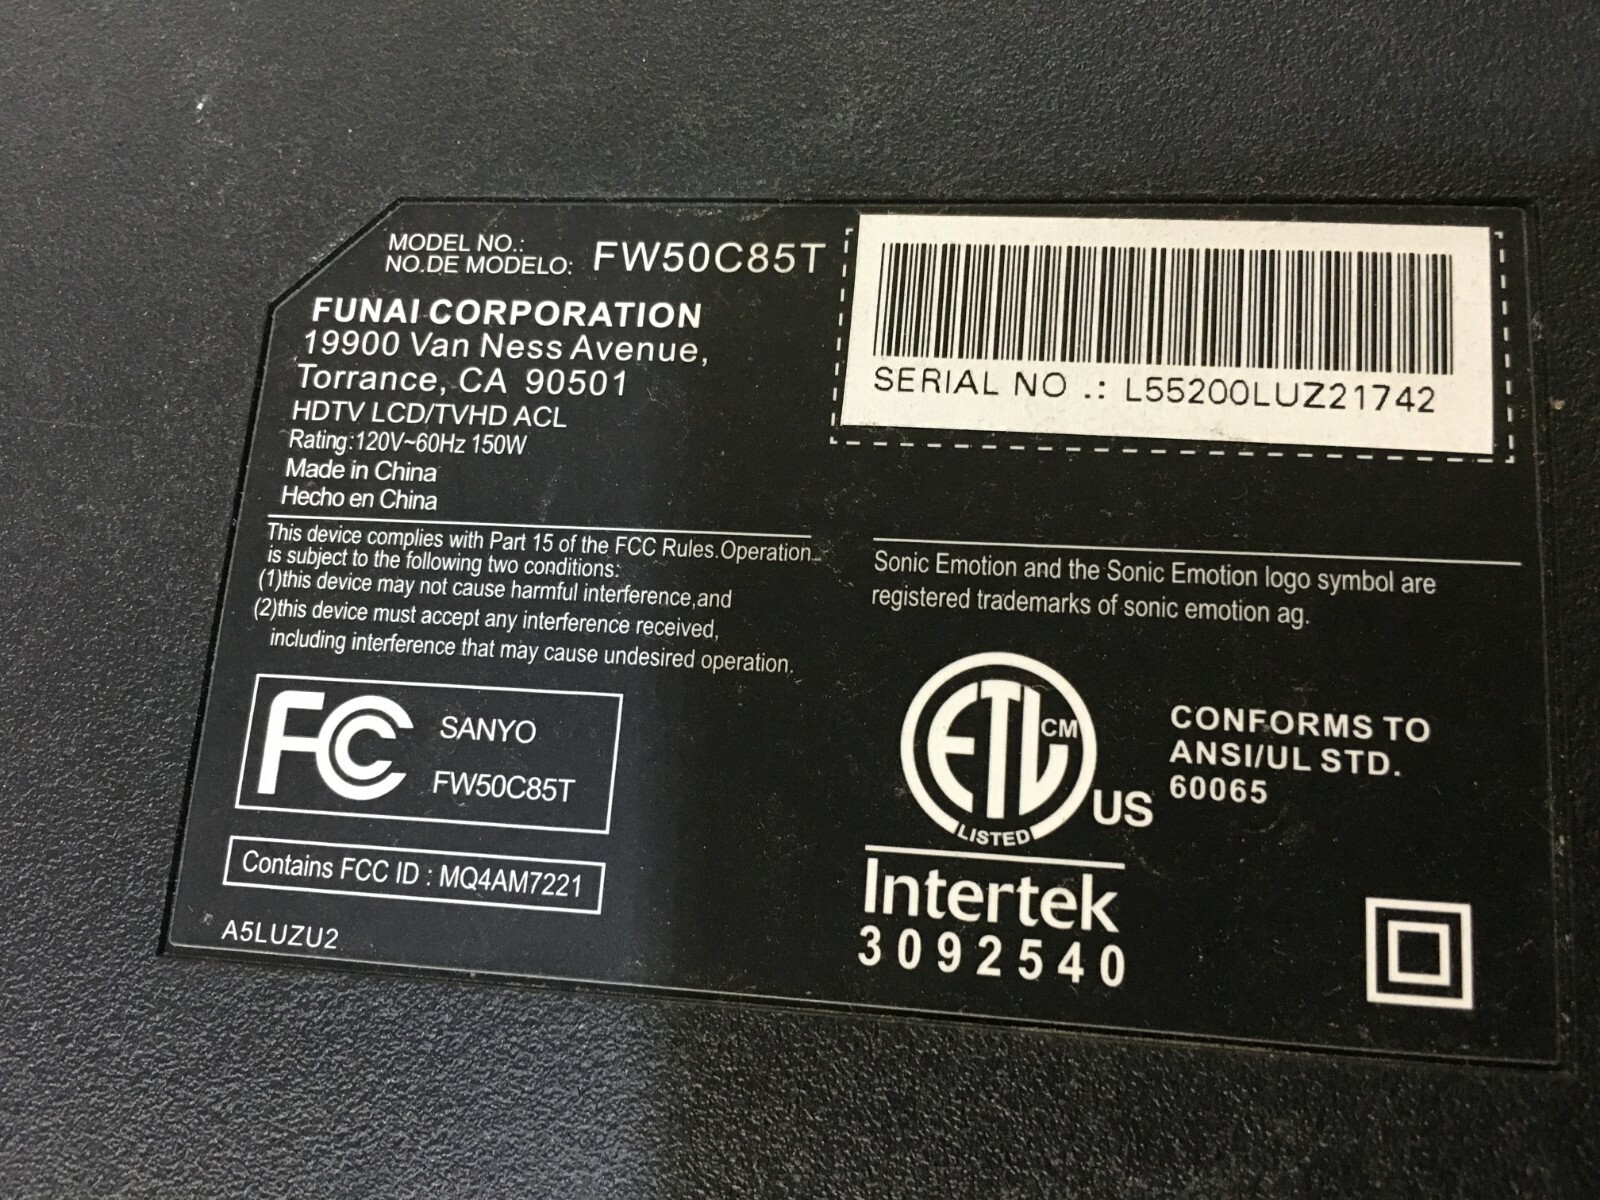 MODEL NO.:
NO.DE MODELO: FW50C85T
FUNAI CORPORATION
19900 Van Ness Avenue,
Torrance, CA 90501
HDTV LCD/TVHD ACL
Rating:120V~60Hz 150W
Made in China
Hecho en China
This device complies with Part 15 of the FCC Rules.Operation
is subject to the following two conditions:
(1)this device may not cause harmful interference,and
(2)this device must accept any interference received,
including interference that may cause undesired operation.
FC
SANYO
FW50C85T
Contains FCC ID : MQ4AM7221
A5LUZU2
SERIAL NO .: L55200LUZ21742
Sonic Emotion and the Sonic Emotion logo symbol are
registered trademarks of sonic emotion ag.
ETL CM
LISTED
US
CONFORMS TO
ANSI/UL STD.
60065
Intertek
3092540